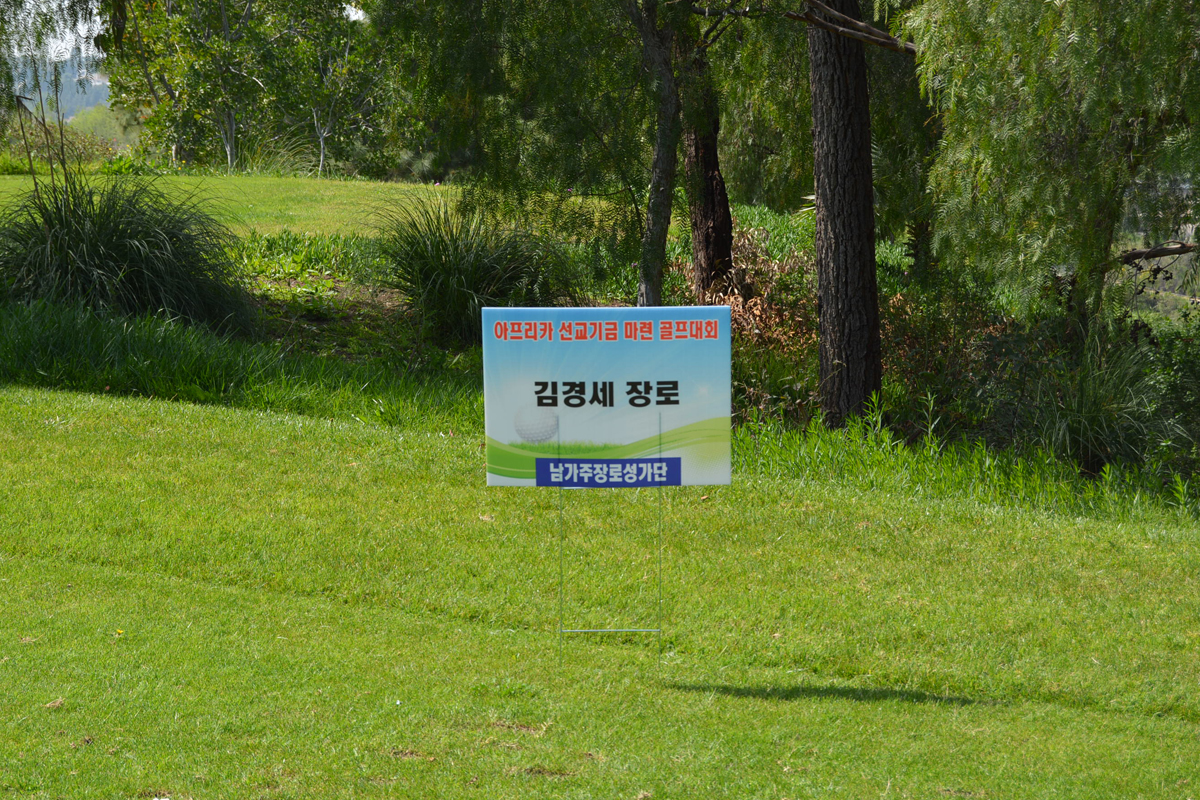 아프리카 선교기금 마련 골프대회
김경세 장로
남가주장로성가단